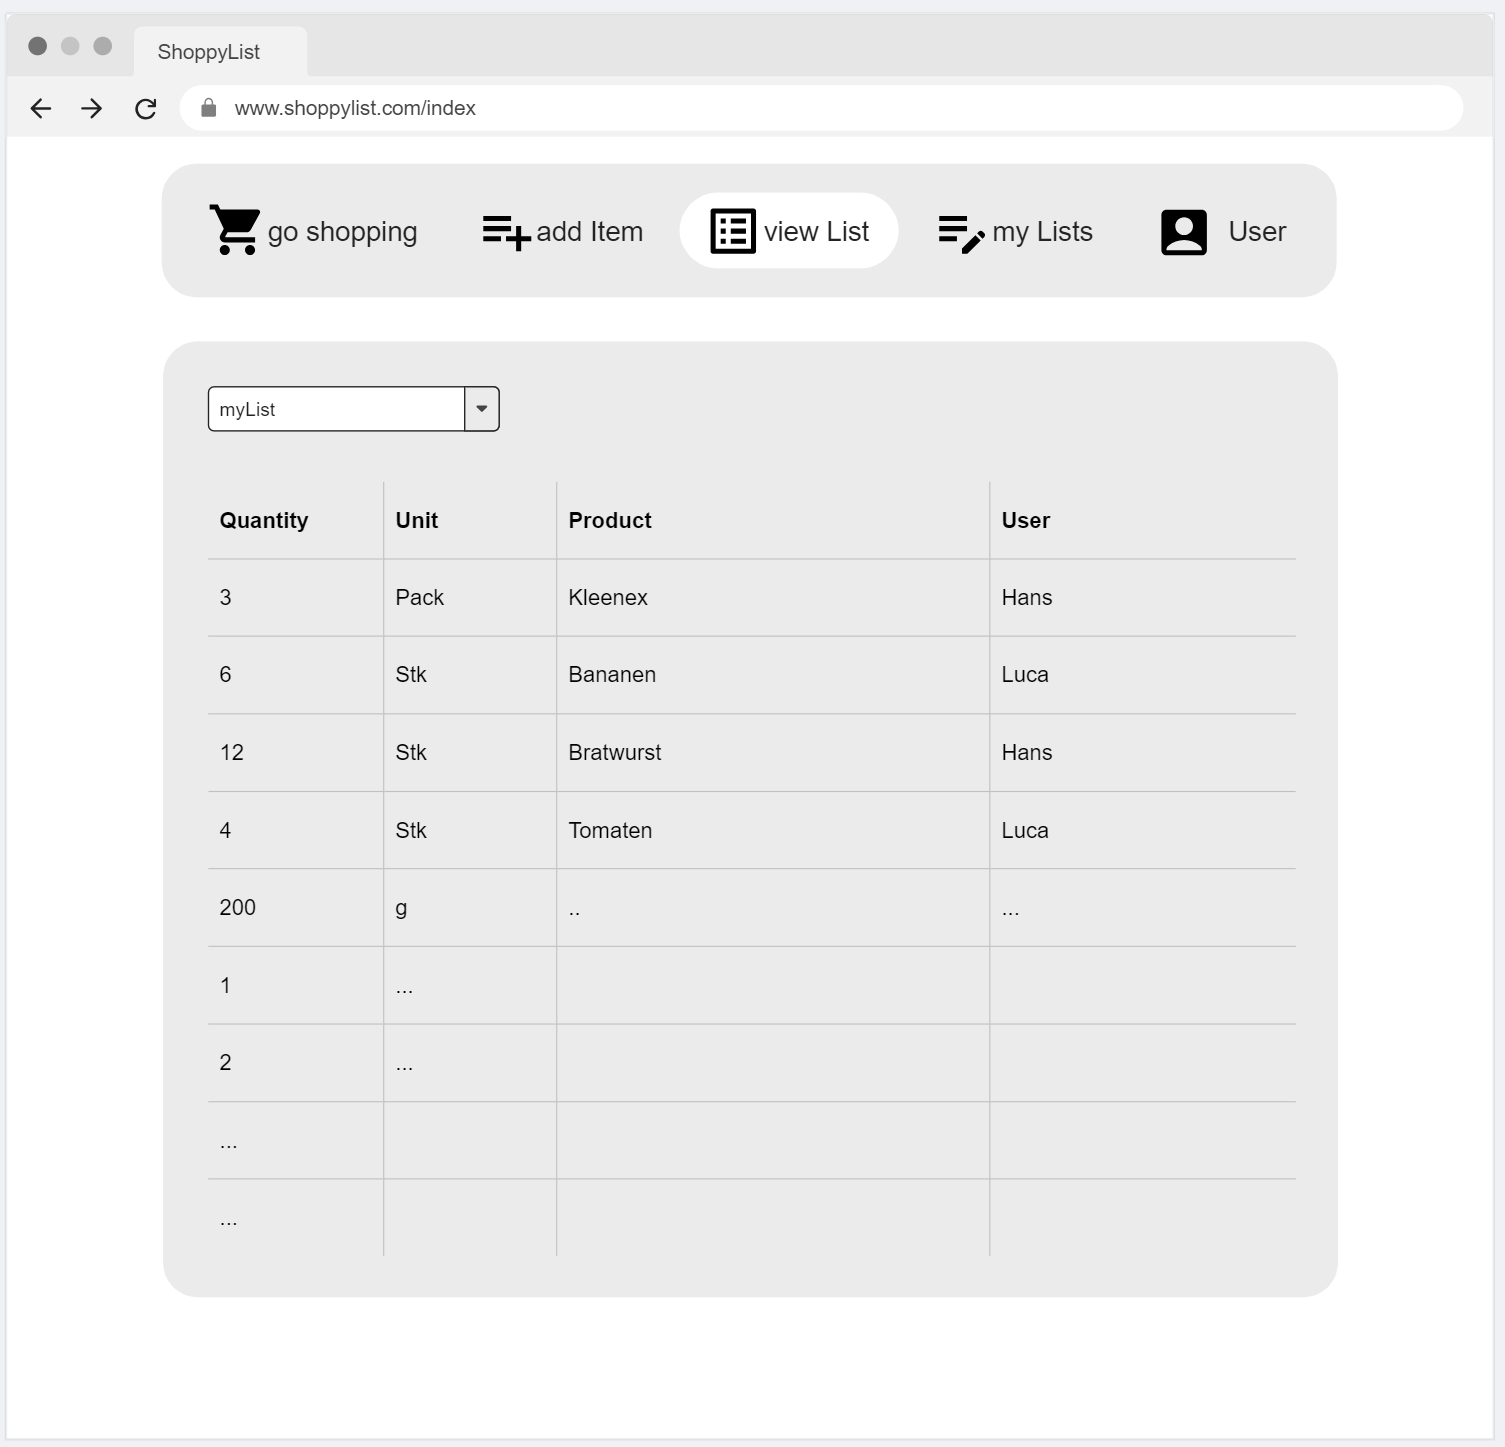 ShoppyList
www.shoppylist.com/index
go shopping add Item view List my Lists User
myList
Quantity Unit Product User
3 Pack Kleenex Hans
6 Stk Bananen Luca
12 Stk Bratwurst Hans
4 Stk Tomaten Luca
200 g .. ...
1 ...
2 ...
...
...